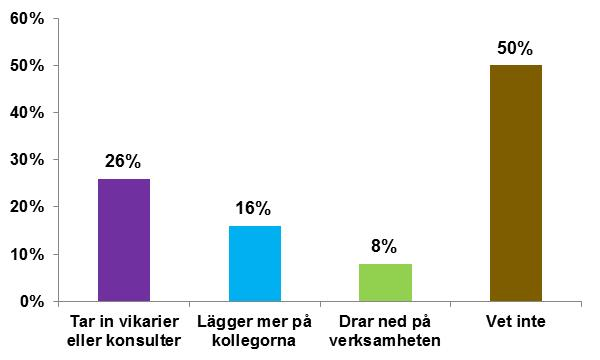 60%
50%
40%
30%
20%
10%
0%
26%
16%
8%
50%
Tar in vikarier
eller konsulter
Lägger mer på
kollegorna
Drar ned på
verksamheten
Vet inte